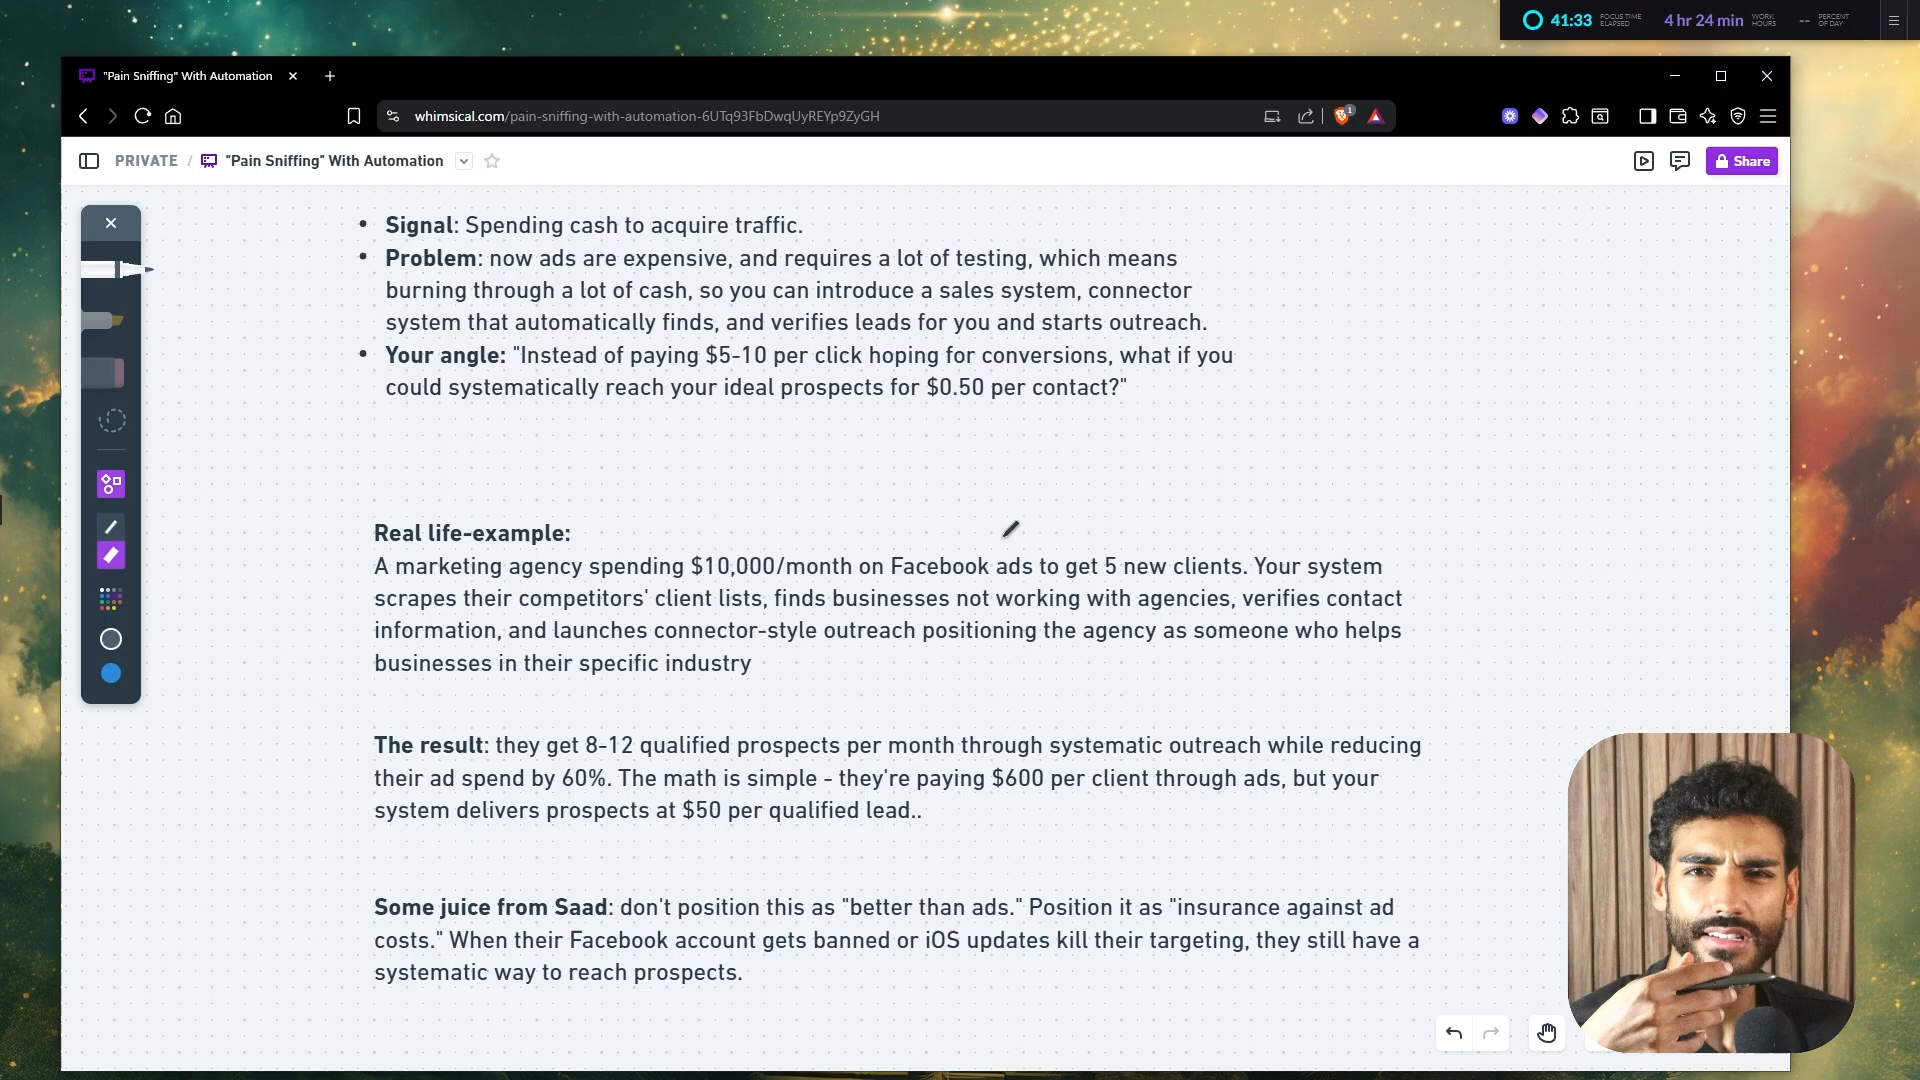 41:33 FOCUS TIME ELAPSED 4 hr 24 min WORK HOURS -- PERCENT OF DAY
"Pain Sniffing" With Automation
whimsical.com/pain-sniffing-with-automation-6UTq93FbDwqUyREYp9ZyGH
1
PRIVATE / "Pain Sniffing" With Automation
Share
• Signal: Spending cash to acquire traffic.
• Problem: now ads are expensive, and requires a lot of testing, which means
burning through a lot of cash, so you can introduce a sales system, connector
system that automatically finds, and verifies leads for you and starts outreach.
• Your angle: "Instead of paying $5-10 per click hoping for conversions, what if you
could systematically reach your ideal prospects for $0.50 per contact?"
Real life-example:
A marketing agency spending $10,000/month on Facebook ads to get 5 new clients. Your system
scrapes their competitors' client lists, finds businesses not working with agencies, verifies contact
information, and launches connector-style outreach positioning the agency as someone who helps
businesses in their specific industry
The result: they get 8-12 qualified prospects per month through systematic outreach while reducing
their ad spend by 60%. The math is simple - they're paying $600 per client through ads, but your
system delivers prospects at $50 per qualified lead..
Some juice from Saad: don't position this as "better than ads." Position it as "insurance against ad
costs." When their Facebook account gets banned or iOS updates kill their targeting, they still have a
systematic way to reach prospects.